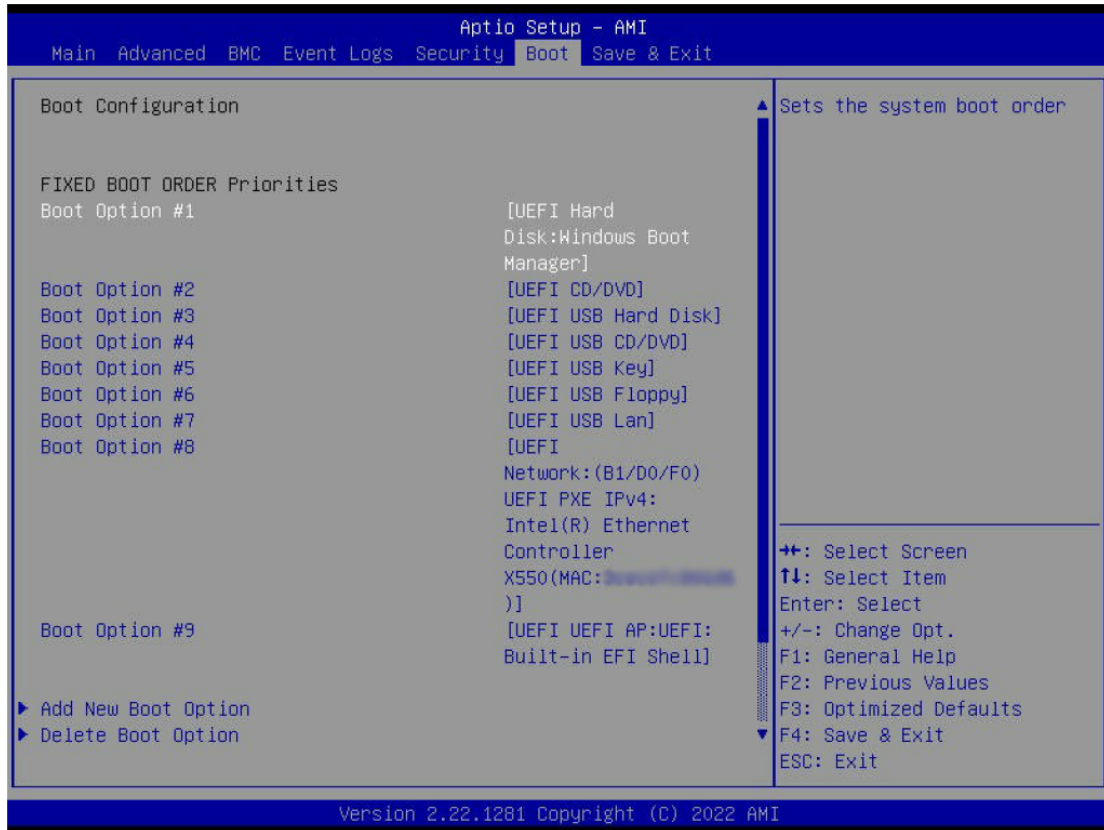 Aptio Setup – AMI
Main Advanced BMC Event Logs Security Boot Save & Exit
Boot Configuration
FIXED BOOT ORDER Priorities
Boot Option #1 [UEFI Hard
Disk:Windows Boot
Manager]
Boot Option #2 [UEFI CD/DVD]
Boot Option #3 [UEFI USB Hard Disk]
Boot Option #4 [UEFI USB CD/DVD]
Boot Option #5 [UEFI USB Key]
Boot Option #6 [UEFI USB Floppy]
Boot Option #7 [UEFI USB Lan]
Boot Option #8 [UEFI
Network:(B1/D0/F0)
UEFI PXE IPv4:
Intel(R) Ethernet
Controller
X550(MAC:
)]
Boot Option #9 [UEFI UEFI AP:UEFI:
Built-in EFI Shell]
Add New Boot Option
Delete Boot Option
Sets the system boot order
→←: Select Screen
↑↓: Select Item
Enter: Select
+/-: Change Opt.
F1: General Help
F2: Previous Values
F3: Optimized Defaults
F4: Save & Exit
ESC: Exit
Version 2.22.1281 Copyright (C) 2022 AMI